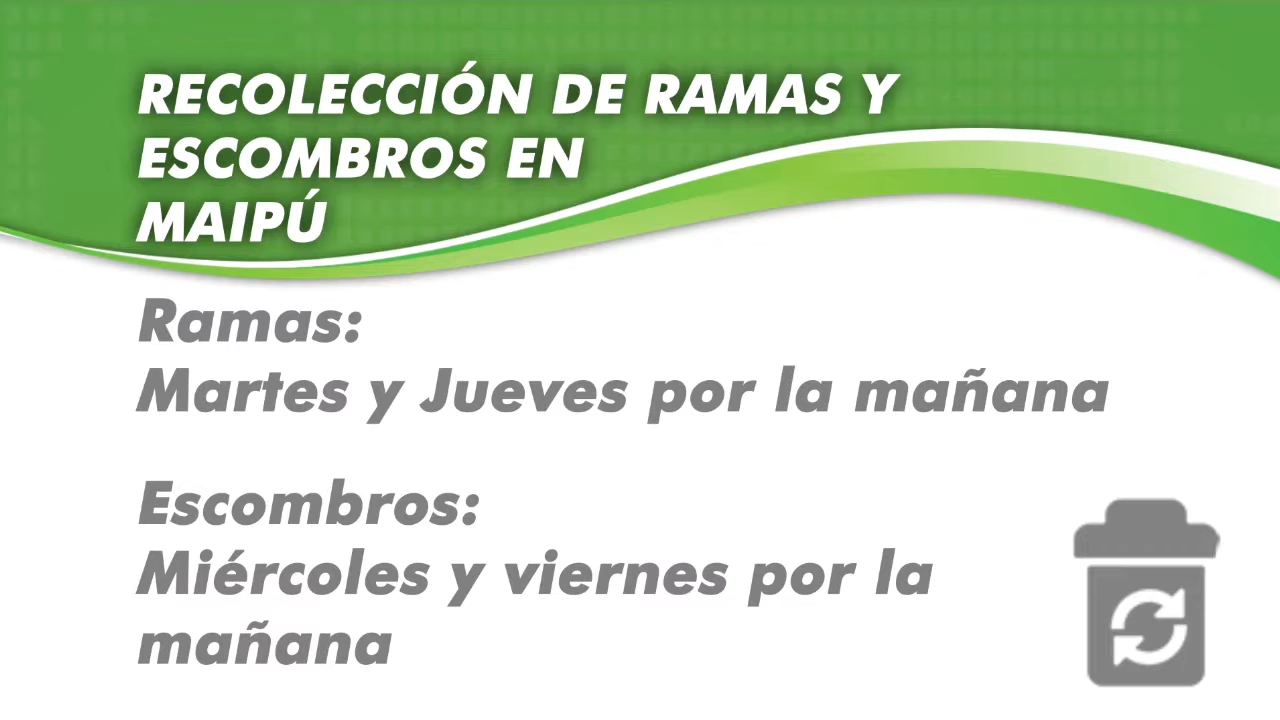 RECOLECCIÓN DE RAMAS Y
ESCOMBROS EN
MAIPÚ
Ramas:
Martes y Jueves por la mañana
Escombros:
Miércoles y viernes por la
mañana